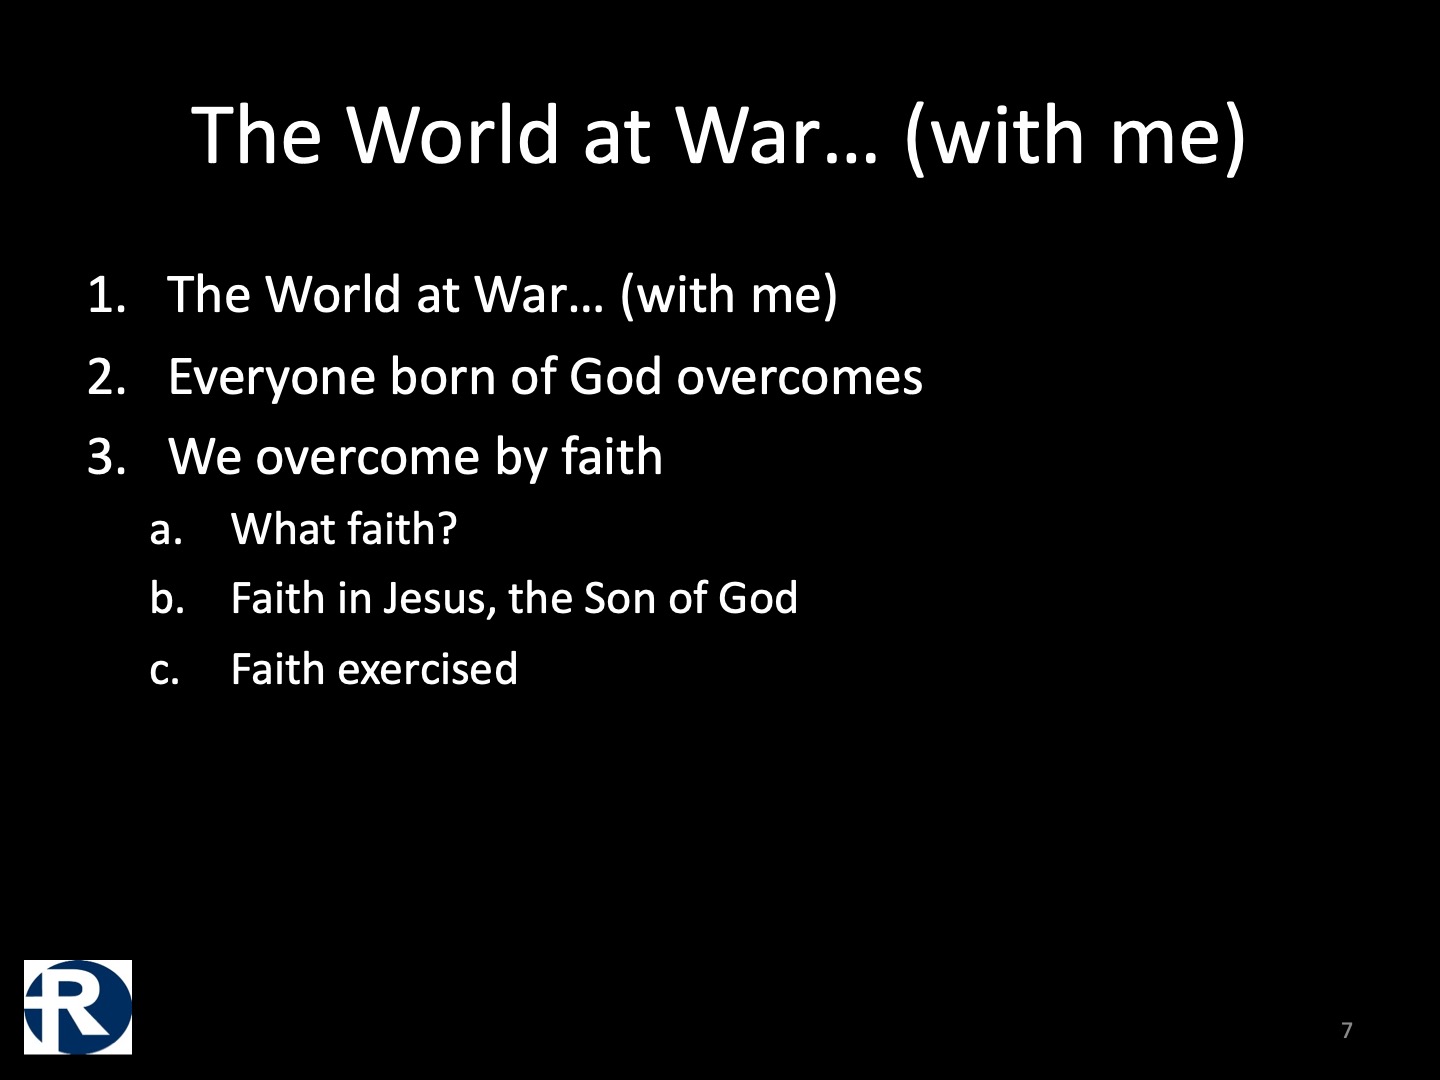 The World at War… (with me)
1. The World at War… (with me)
2. Everyone born of God overcomes
3. We overcome by faith
a. What faith?
b. Faith in Jesus, the Son of God
c. Faith exercised
R
7